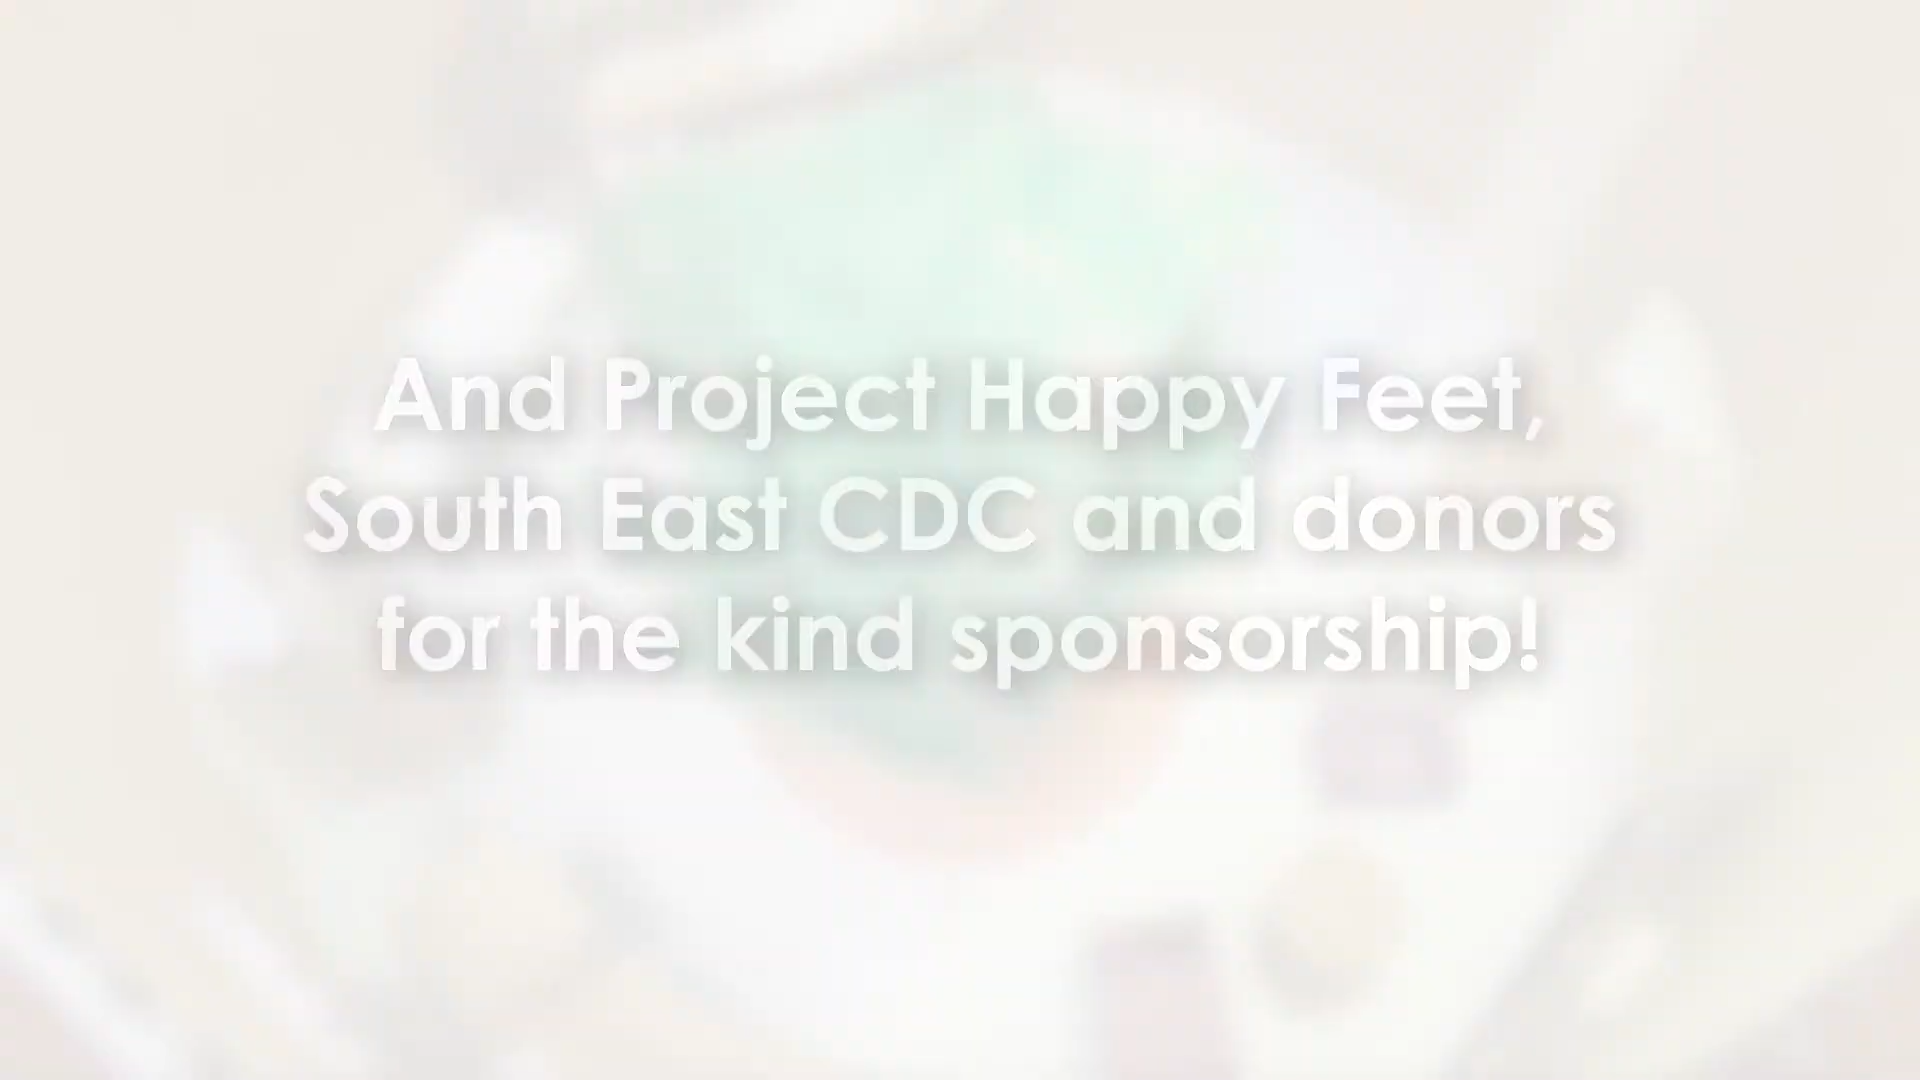 And Project Happy Feet,
South East CDC and donors
for the kind sponsorship!